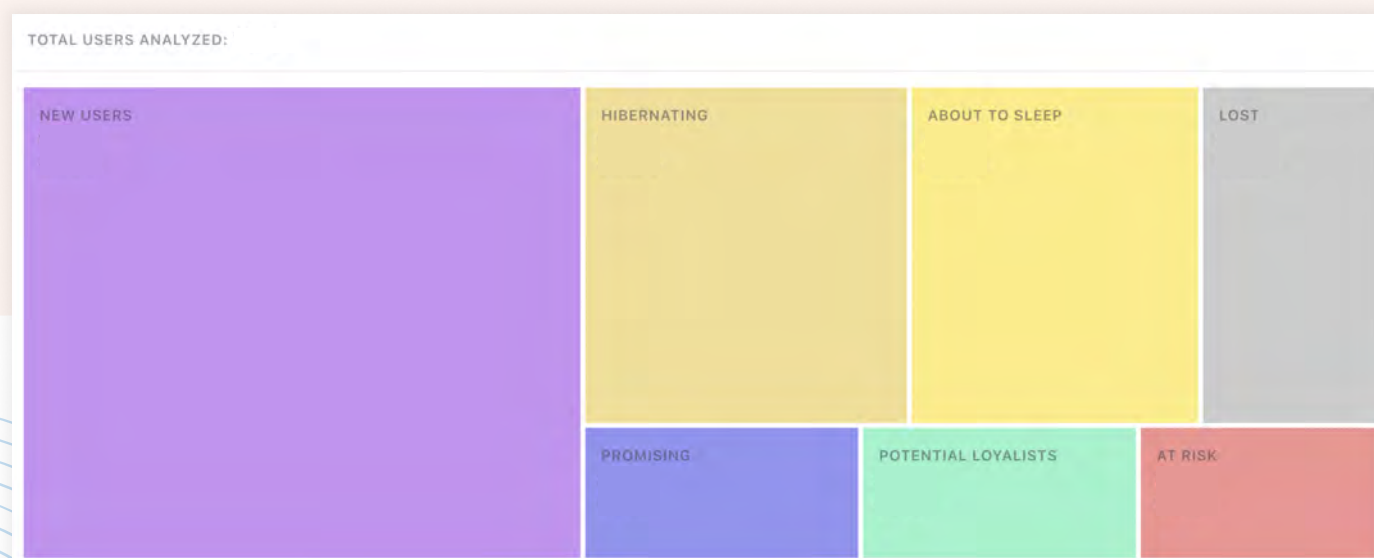 TOTAL USERS ANALYZED:
NEW USERS
HIBERNATING
ABOUT TO SLEEP
LOST
PROMISING
POTENTIAL LOYALISTS
AT RISK